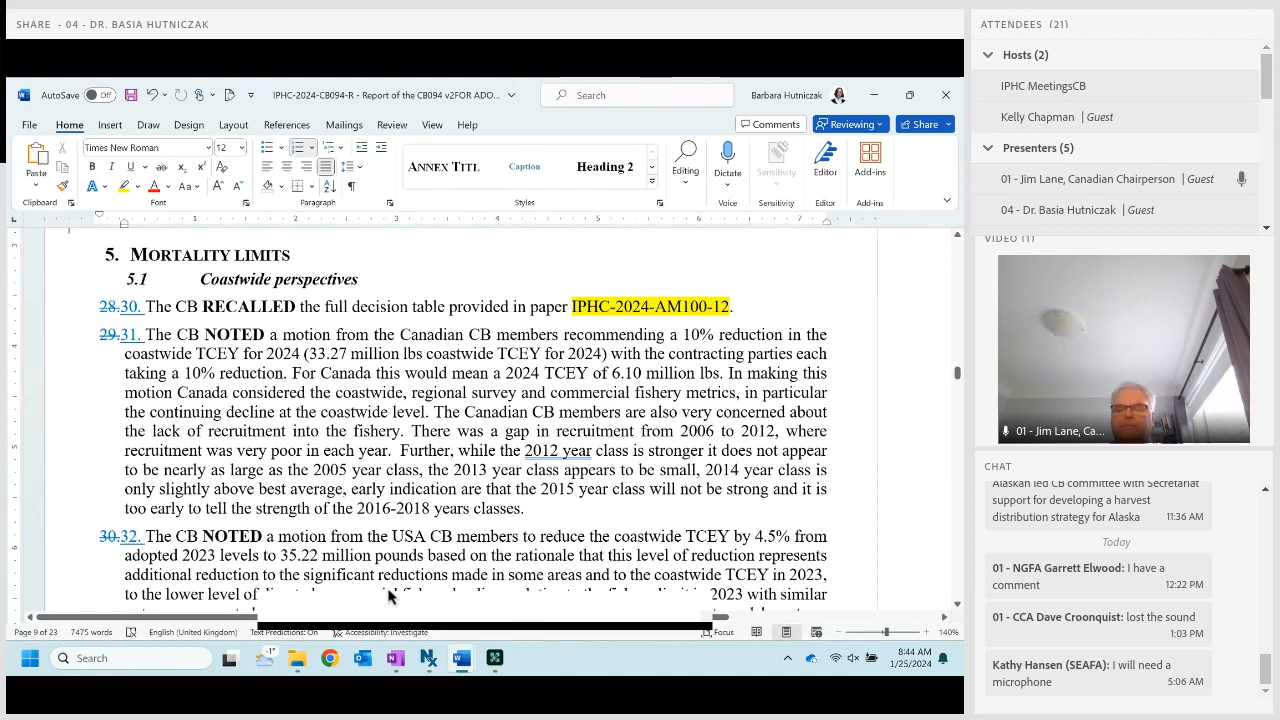 SHARE - 04 - DR. BASIA HUTNICZAK
AutoSave Off
IPHC-2024-CB094-R - Report of the CB094 v2FOR ADO...
Search
Barbara Hutniczak
File Home Insert Draw Design Layout References Mailings Review View Help
Comments Reviewing Share
Paste
Clipboard
Times New Roman 12
Font
Paragraph
ANNEX TITL Caption Heading 2
Styles
Editing
Dictate
Voice
Sensitivity
Sensitivity
Editor
Editor
Add-ins
Add-ins
5. MORTALITY LIMITS
5.1 Coastwide perspectives
28.30. The CB RECALLED the full decision table provided in paper IPHC-2024-AM100-12.
29.31. The CB NOTED a motion from the Canadian CB members recommending a 10% reduction in the
coastwide TCEY for 2024 (33.27 million lbs coastwide TCEY for 2024) with the contracting parties each
taking a 10% reduction. For Canada this would mean a 2024 TCEY of 6.10 million lbs. In making this
motion Canada considered the coastwide, regional survey and commercial fishery metrics, in particular
the continuing decline at the coastwide level. The Canadian CB members are also very concerned about
the lack of recruitment into the fishery. There was a gap in recruitment from 2006 to 2012, where
recruitment was very poor in each year. Further, while the 2012 year class is stronger it does not appear
to be nearly as large as the 2005 year class, the 2013 year class appears to be small, 2014 year class is
only slightly above best average, early indication are that the 2015 year class will not be strong and it is
too early to tell the strength of the 2016-2018 years classes.
30.32. The CB NOTED a motion from the USA CB members to reduce the coastwide TCEY by 4.5% from
adopted 2023 levels to 35.22 million pounds based on the rationale that this level of reduction represents
additional reduction to the significant reductions made in some areas and to the coastwide TCEY in 2023,
to the lower level of in 2023 with similar
Page 9 of 23 7475 words English (United Kingdom) Text Predictions: On Accessibility: Investigate Focus 140%
Search
-1°
8:44 AM
1/25/2024
ATTENDEES (21)
Hosts (2)
IPHC MeetingsCB
Kelly Chapman | Guest
Presenters (5)
01 - Jim Lane, Canadian Chairperson | Guest
04 - Dr. Basia Hutniczak | Guest
VIDEO (1)
01 - Jim Lane, Ca...
CHAT
Alaskan led CB committee with Secretariat
support for developing a harvest
distribution strategy for Alaska 11:36 AM
Today
01 - NGFA Garrett Elwood: I have a
comment 12:22 PM
01 - CCA Dave Croonquist: lost the sound
1:03 PM
Kathy Hansen (SEAFA): I will need
microphone 5:06 AM